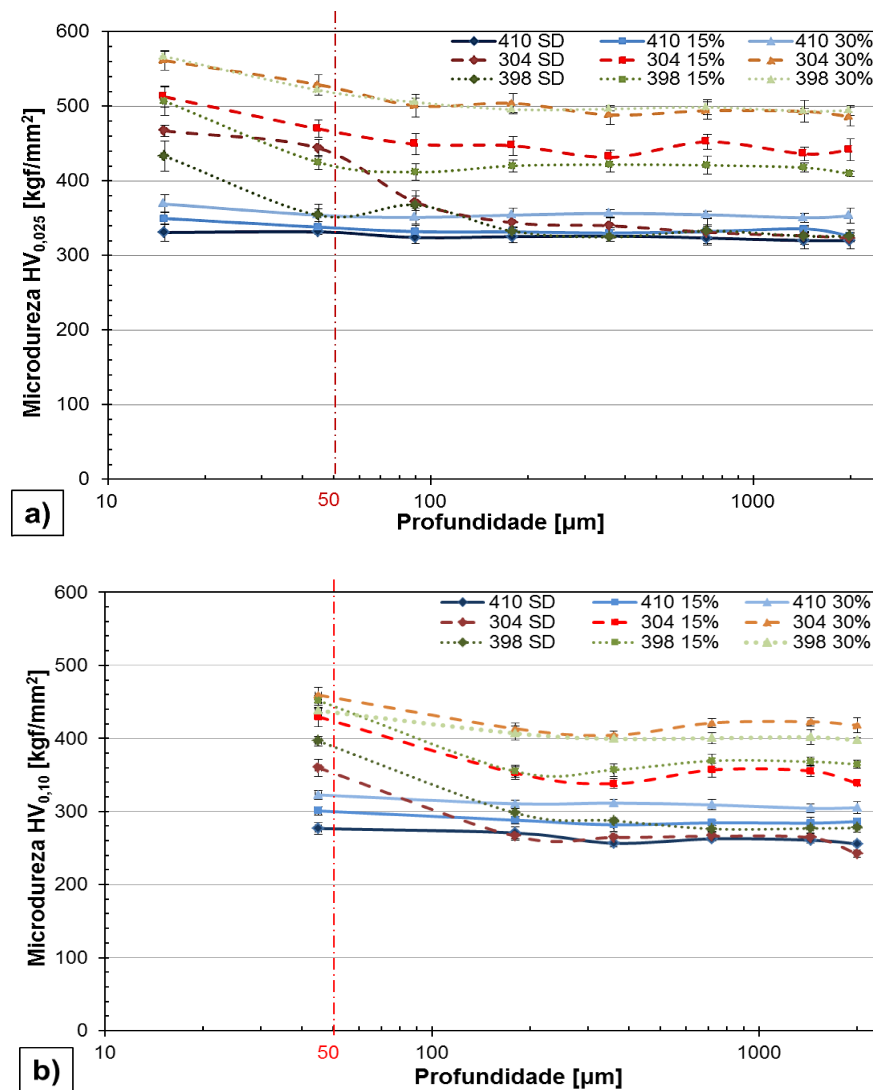 600
500
400
300
200
100
0
Microdureza HV0,025 [kgf/mm²]
410 SD 410 15% 410 30%
304 SD 304 15% 304 30%
398 SD 398 15% 398 30%
10 50 100 1000
Profundidade [µm]
a)
600
500
400
300
200
100
0
Microdureza HV0,10 [kgf/mm²]
410 SD 410 15% 410 30%
304 SD 304 15% 304 30%
398 SD 398 15% 398 30%
10 50 100 1000
Profundidade [µm]
b)